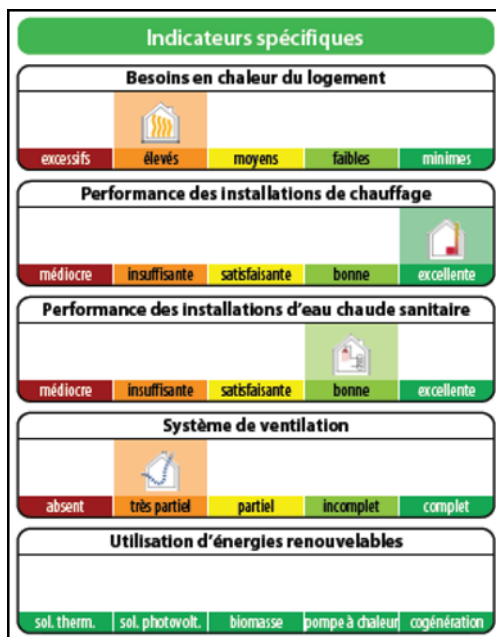 Indicateurs spécifiques
Besoins en chaleur du logement
excessifs élevés moyens faibles minimes
Performance des installations de chauffage
médiocre insuffisante satisfaisante bonne excellente
Performance des installations d'eau chaude sanitaire
médiocre insuffisante satisfaisante bonne excellente
Système de ventilation
absent très partiel partiel incomplet complet
Utilisation d'énergies renouvelables
sol. therm. sol. photovolt. biomasse pompe à chaleur cogénération